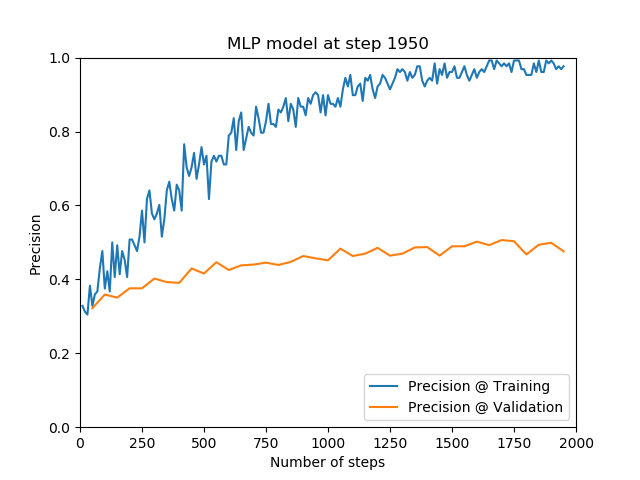 MLP model at step 1950
1.0
0.8
0.6
0.4
0.2
0.0
Precision
Precision @ Training
Precision @ Validation
0 250 500 750 1000 1250 1500 1750 2000
Number of steps